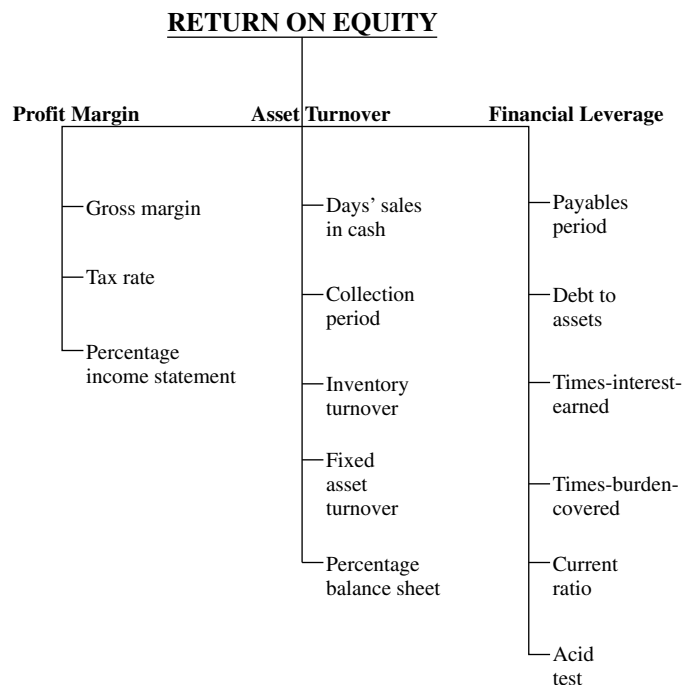 RETURN ON EQUITY
Profit Margin
Gross margin
Tax rate
Percentage
income statement
Asset Turnover
Days’ sales
in cash
Collection
period
Inventory
turnover
Fixed
asset
turnover
Percentage
balance sheet
Financial Leverage
Payables
period
Debt to
assets
Times-interest-
earned
Times-burden-
covered
Current
ratio
Acid
test